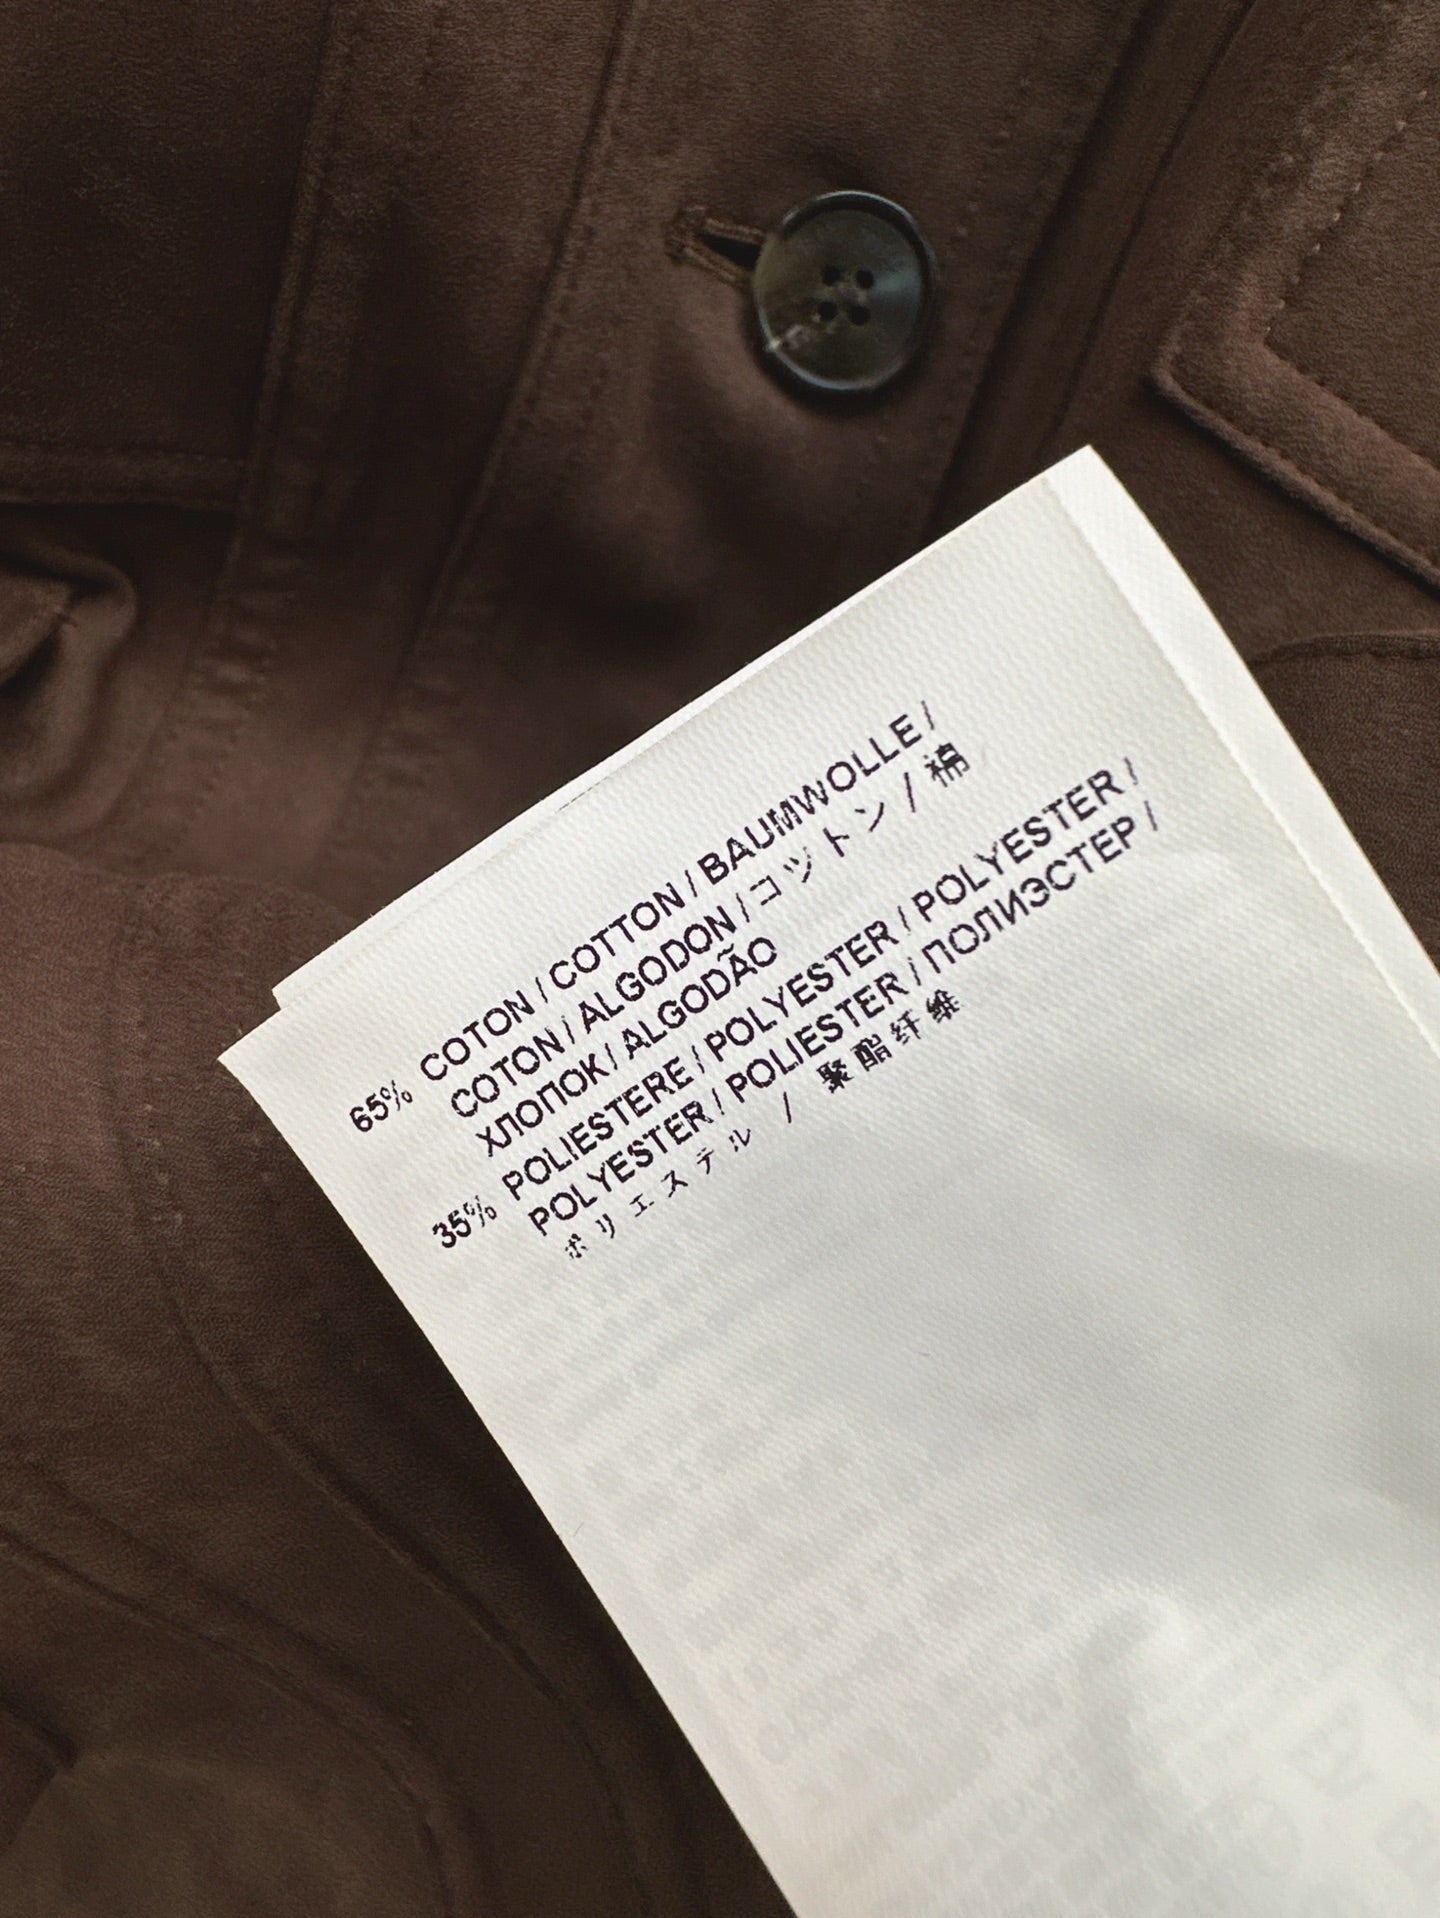 65% COTON / COTTON / BAUMWOLLE /
COTON / ALGODON / コットン / 棉
ХЛОПОК / ALGODÃO
35% POLIESTERE / POLYESTER / POLYESTER /
POLYESTER / POLIESTER / ПОЛИЭСТЕР /
ポリエステル / 聚酯纤维